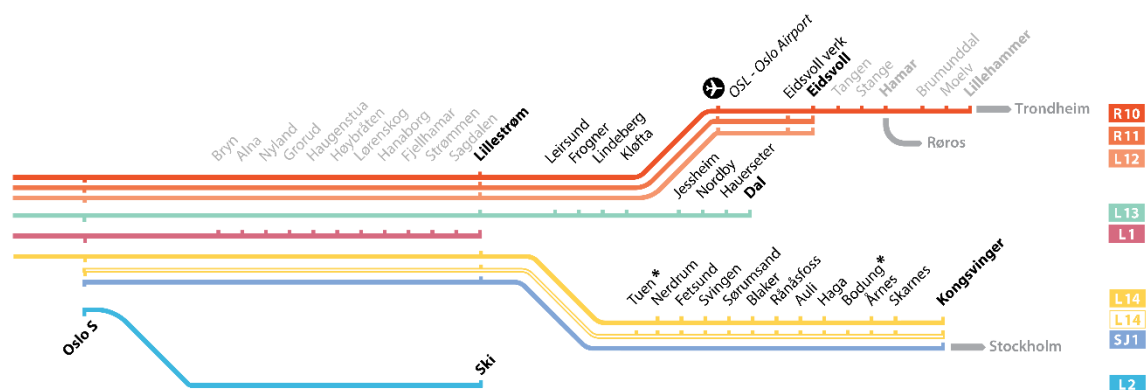 OSL - Oslo Airport
Eidsvoll verk
Eidsvoll
Tangen
Stange
Hamar
Brumunddal
Moelv
Lillehammer
Trondheim
Røros
R10
R11
L12
Bryn
Alna
Nyland
Grorud
Haugenstua
Høybråten
Lørenskog
Hanaborg
Fjellhamar
Strømmen
Sagdalen
Lillestrøm
Leirsund
Frogner
Lindeberg
Kløfta
Jessheim
Nordby
Hauerseter
Dal
L13
L1
Tuen *
Nerdrum
Fetsund
Svingen
Sørumsand
Blaker
Rånåsfoss
Auli
Haga
Bodung *
Årnes
Skarnes
Kongsvinger
L14
L14
SJ1
Stockholm
Oslo S
Ski
L2